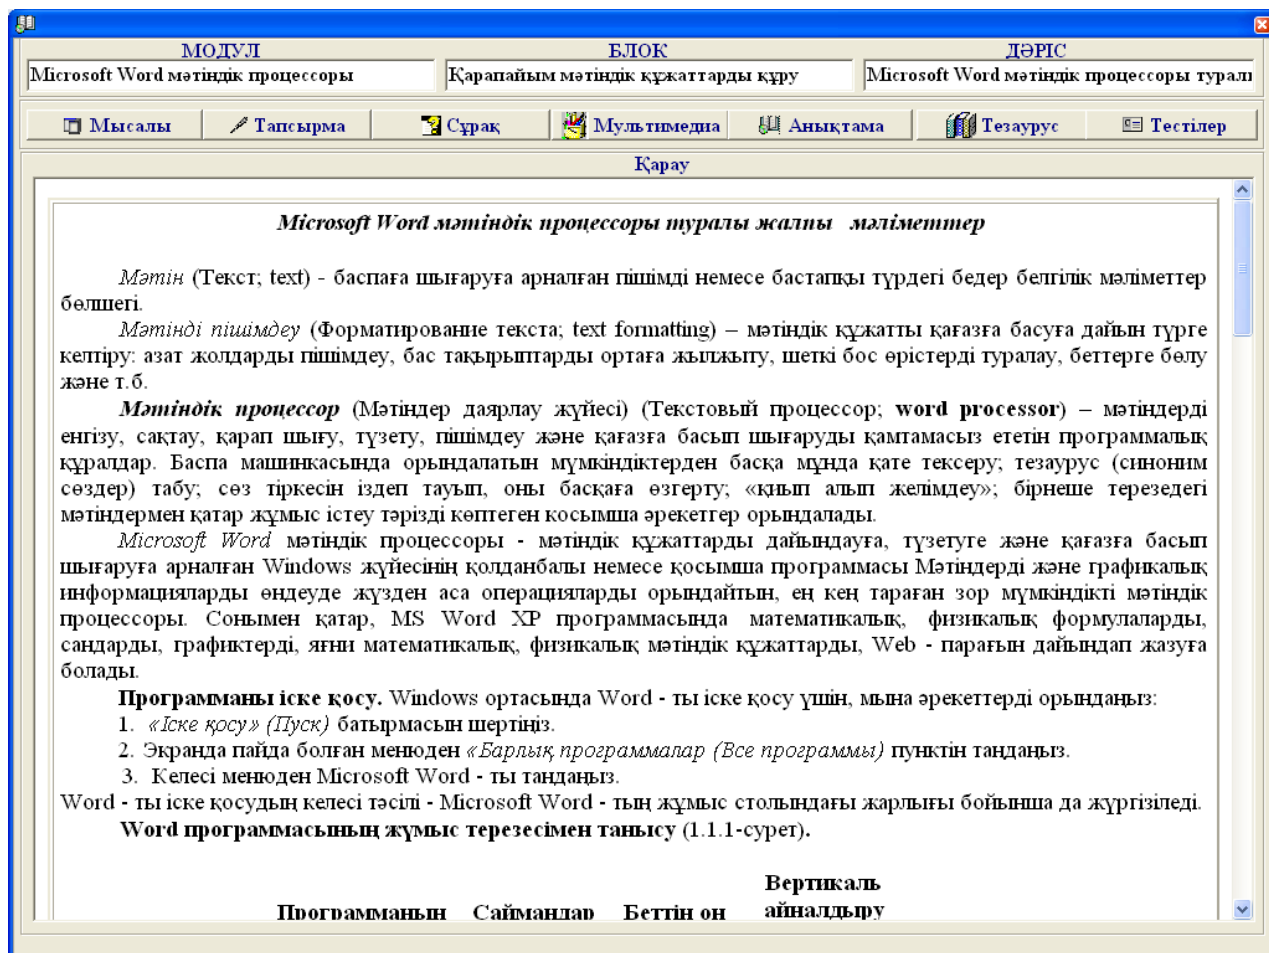 МОДУЛ БЛОК ДӘРІС
Microsoft Word мәтіндік процессоры Қарапайым мәтіндік құжаттарды құру Microsoft Word мәтіндік процессоры турал
Мысалы Тапсырма Сұрақ Мультимедиа Анықтама Тезаурус Тестілер
Қарау
Microsoft Word мәтіндік процессоры туралы жалпы мәліметтер
Мәтін (Текст; text) - баспаға шығаруға арналған пішімді немесе бастапқы түрдегі бедер белгілік мәліметтер
бөлшегі.
Мәтінді пішімдеу (Форматирование текста; text formatting) – мәтіндік құжатты қағазға басуға дайын түрге
келтіру: азат жолдарды пішімдеу, бас тақырыптарды ортаға жылжыту, шеткі бос өрістерді туралау, беттерге бөлу
және т.б.
Мәтіндік процессор (Мәтіндер даярлау жүйесі) (Текстовый процессор; word processor) – мәтіндерді
енгізу, сақтау, қарап шығу, түзету, пішімдеу және қағазға басып шығаруды қамтамасыз ететін программалық
құралдар. Баспа машинкасында орындалатын мүмкіндіктерден басқа мұнда қате тексеру; тезаурус (синоним
сөздер) табу; сөз тіркесін іздеп тауып, оны басқаға өзгерту; «қиып алып желімдеу»; бірнеше терезедегі
мәтіндермен қатар жұмыс істеу тәрізді көптеген косымша әрекетгер орындалады.
Microsoft Word мәтіндік процессоры - мәтіндік құжаттарды дайындауға, түзетуге және қағазға басып
шығаруға арналған Windows жүйесінің қолданбалы немесе қосымша программасы Мәтіндерді және графикалық
информацияларды өңдеуде жүзден аса операцияларды орындайтын, ең кең тараған зор мүмкіндікті мәтіндік
процессоры. Сонымен қатар, MS Word XP программасында математикалық, физикалық формулаларды,
сандарды, графиктерді, яғни математикалық, физикалық мәтіндік құжаттарды, Web - парағын дайындап жазуға
болады.
Программаны іске қосу. Windows ортасында Word - ты іске қосу үшін, мына әрекеттерді орындаңыз:
1. «Іске қосу» (Пуск) батырмасын шертіңіз.
2. Экранда пайда болған менюден «Барлық программалар (Все программы) пунктін таңдаңыз.
3. Келесі менюден Microsoft Word - ты таңдаңыз.
Word - ты іске қосудың келесі тәсілі - Microsoft Word - тың жұмыс столындағы жарлығы бойынша да жүргізіледі.
Word программасының жұмыс терезесімен танысу (1.1.1-сурет).
Вертикаль
Программанын Саймандар Беттін он айналдыру